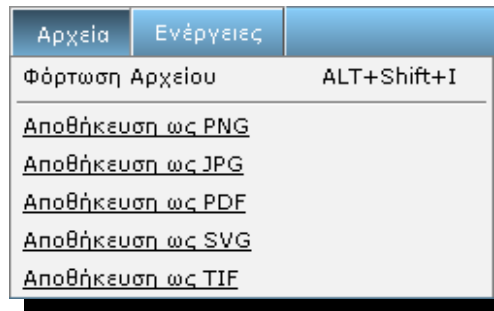 Αρχεία Ενέργειες
Φόρτωση Αρχείου ALT+Shift+I
Αποθήκευση ως PNG
Αποθήκευση ως JPG
Αποθήκευση ως PDF
Αποθήκευση ως SVG
Αποθήκευση ως TIF